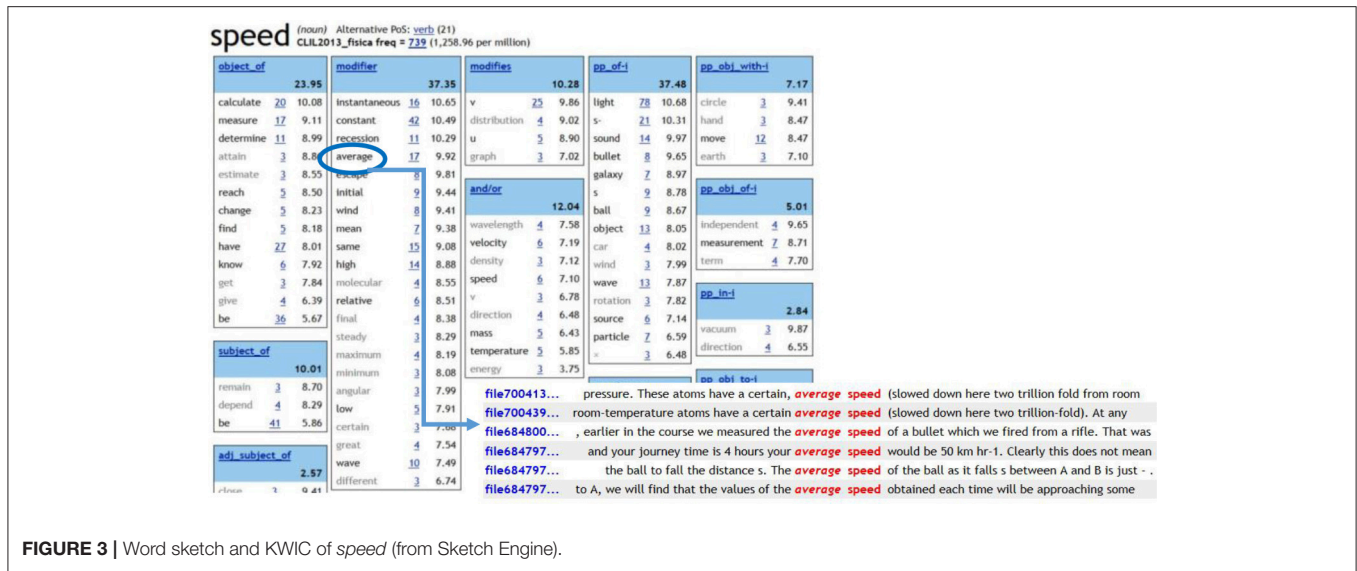 speed (noun) Alternative PoS: verb (21)
CLIL2013_fisica freq = 739 (1,258.96 per million)
object_of
23.95
calculate 20 10.08
measure 17 9.11
determine 11 8.99
attain 3
estimate 3 8.55
reach 5 8.50
change 5 8.23
find 5 8.18
have 27 8.01
know 6 7.92
get 3 7.84
give 4 6.39
be 36 5.67
subject_of
10.01
remain 3 8.70
depend 4 8.29
be 41 5.86
adj_subject_of
2.57
close 3 9.41
modifier
37.35
instantaneous 16 10.65
constant 42 10.49
recession 11 10.29
average 17 9.92
escape 8 9.81
initial 9 9.44
wind 8 9.41
mean 7 9.38
same 15 9.08
high 14 8.88
molecular 4 8.55
relative 6 8.51
final 4 8.38
steady 3 8.29
maximum 4 8.19
minimum 3 8.08
angular 3 7.99
low 5 7.91
certain 3
great 4 7.54
wave 10 7.49
different 3 6.74
modifies
10.28
v 25 9.86
distribution 4 9.02
u 5 8.90
graph 3 7.02
and/or
12.04
wavelength 4 7.58
velocity 6 7.19
density 3 7.12
speed 6 7.10
v 3 6.78
direction 4 6.48
mass 5 6.43
temperature 5 5.85
energy 3 3.75
pp_of-i
37.48
light 78 10.68
s- 21 10.31
sound 14 9.97
bullet 8 9.65
galaxy 7 8.97
s 9 8.78
ball 9 8.67
object 13 8.05
car 4 8.02
wind 3 7.99
wave 13 7.87
rotation 3 7.82
source 6 7.14
particle 7 6.59
× 3 6.48
pp_obj_with-i
7.17
circle 3 9.41
hand 3 8.47
move 12 8.47
earth 3 7.10
pp_obj_of-i
5.01
independent 4 9.65
measurement 7 8.71
term 4 7.70
pp_in-i
2.84
vacuum 3 9.87
direction 4 6.55
pp_obj_to-i
file700413... pressure. These atoms have a certain, average speed (slowed down here two trillion fold from room
file700439... room-temperature atoms have a certain average speed (slowed down here two trillion-fold). At any
file684800... , earlier in the course we measured the average speed of a bullet which we fired from a rifle. That was
file684797... and your journey time is 4 hours your average speed would be 50 km hr-1. Clearly this does not mean
file684797... the ball to fall the distance s. The average speed of the ball as it falls s between A and B is just - .
file684797... to A, we will find that the values of the average speed obtained each time will be approaching some
FIGURE 3 | Word sketch and KWIC of speed (from Sketch Engine).